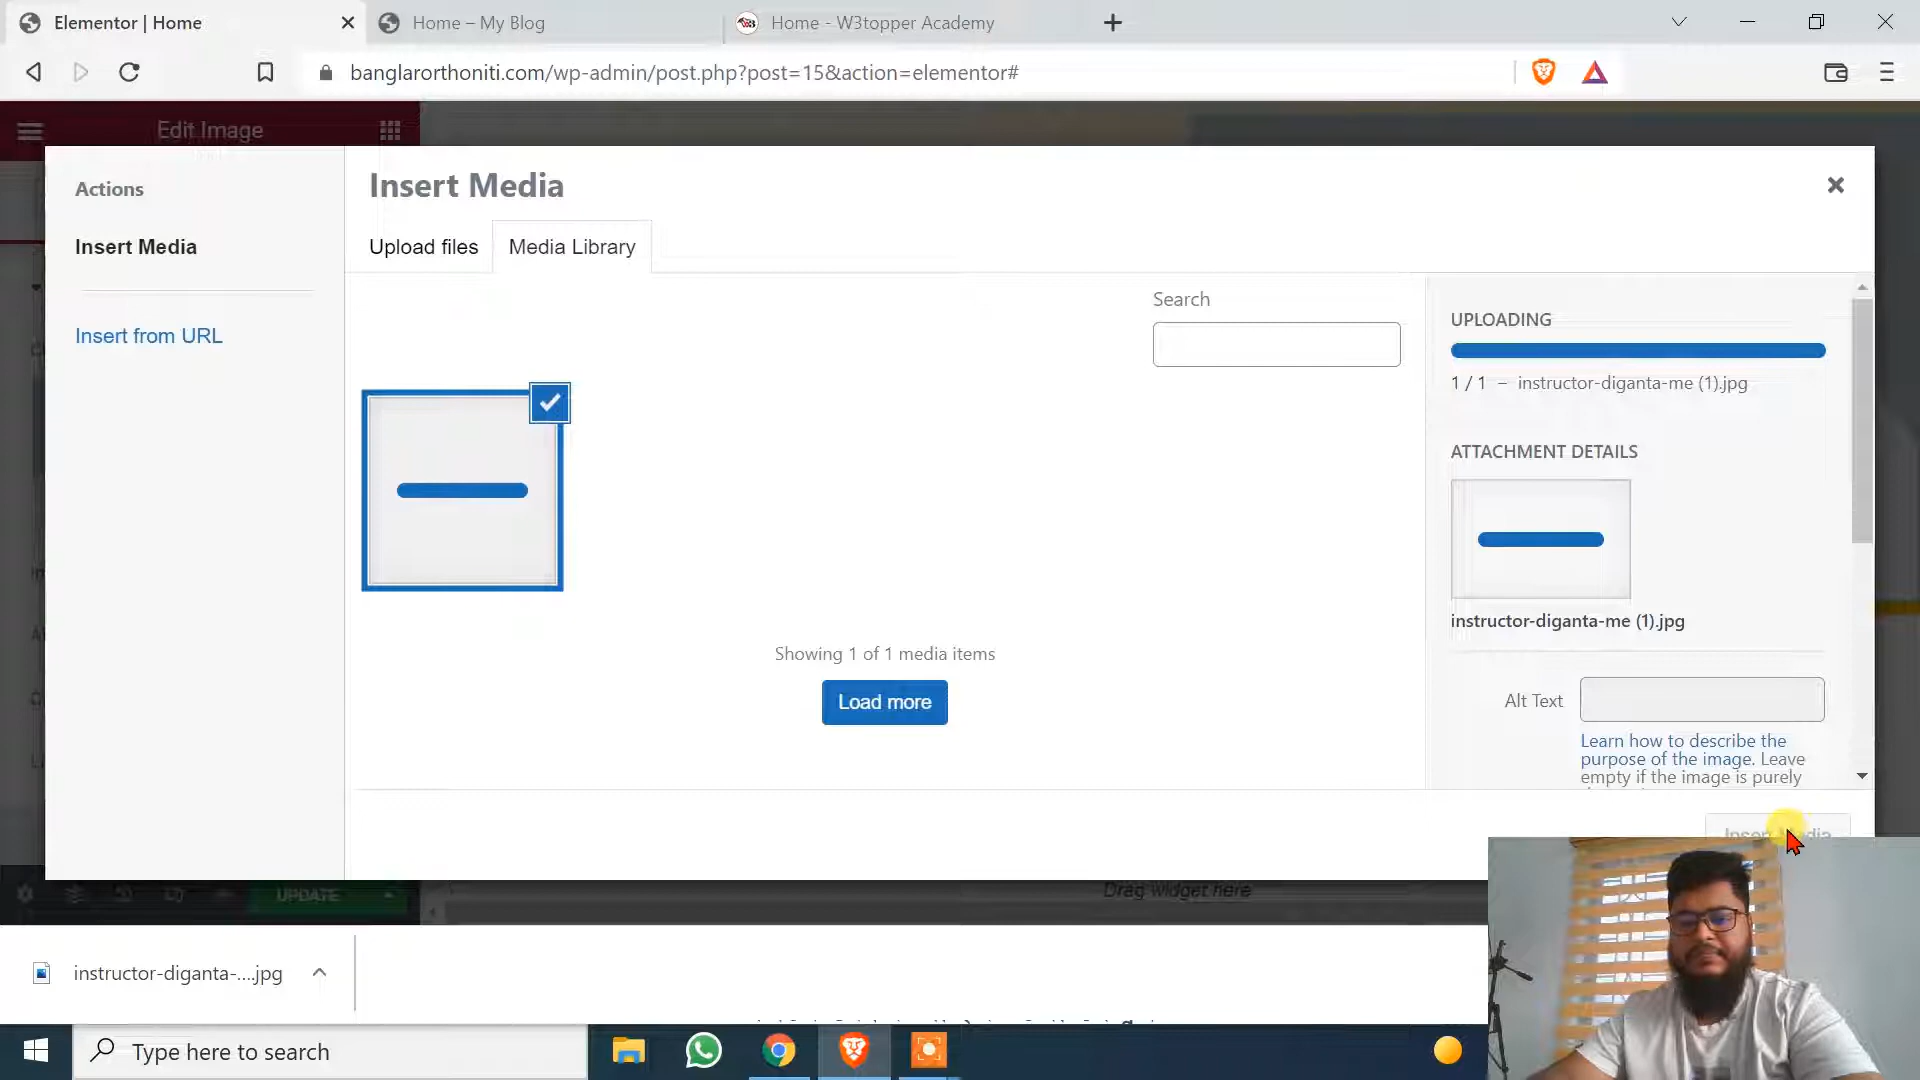 Elementor | Home
Home – My Blog
Home - W3topper Academy
banglarorthoniti.com/wp-admin/post.php?post=15&action=elementor#
Edit Image
Actions
Insert Media
Insert from URL
Insert Media
Upload files
Media Library
Search
UPLOADING
1 / 1 – instructor-diganta-me (1).jpg
ATTACHMENT DETAILS
instructor-diganta-me (1).jpg
Alt Text
Learn how to describe the
purpose of the image. Leave
empty if the image is purely
Showing 1 of 1 media items
Load more
Insert Media
UPDATE
Drag widget here
instructor-diganta-....jpg
Type here to search